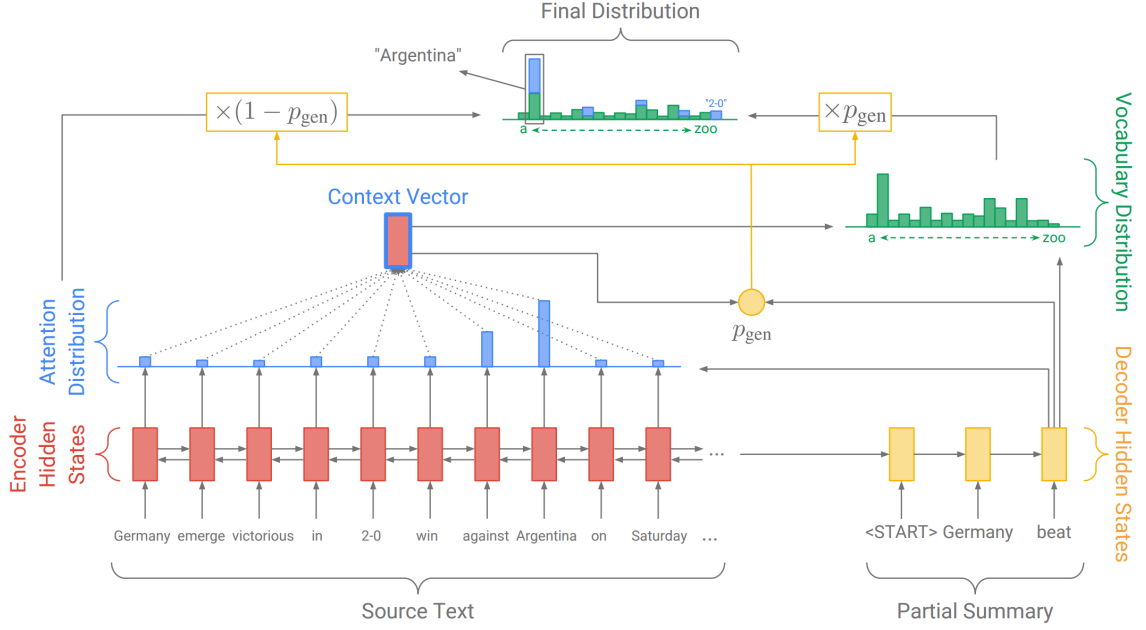 Final Distribution
"Argentina"
×(1 − p_gen)
"2-0"
×p_gen
a
zoo
Context Vector
Vocabulary Distribution
a
zoo
Attention
Distribution
p_gen
Encoder
Hidden
States
...
Decoder Hidden States
Germany emerge victorious in 2-0 win against Argentina on Saturday ...
<START> Germany beat
Source Text
Partial Summary